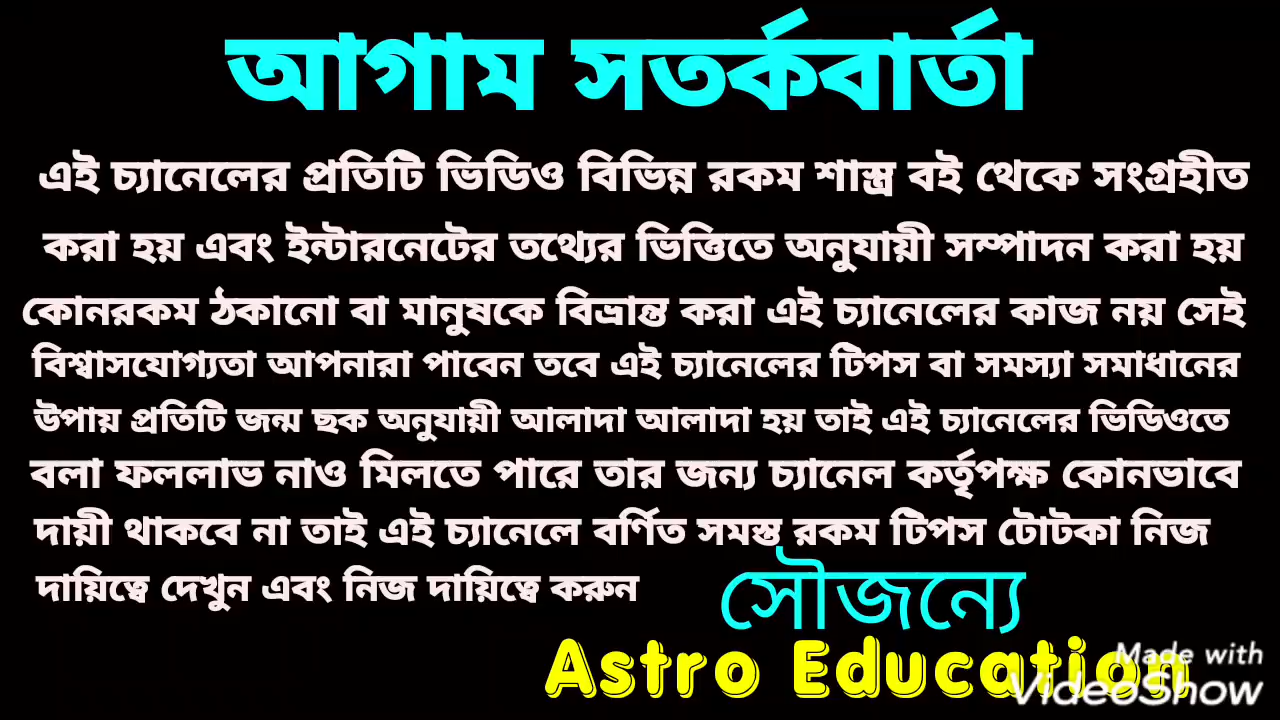 আগাম সতর্কবার্তা
এই চ্যানেলের প্রতিটি ভিডিও বিভিন্ন রকম শাস্ত্র বই থেকে সংগ্রহীত
করা হয় এবং ইন্টারনেটের তথ্যের ভিত্তিতে অনুযায়ী সম্পাদন করা হয়
কোনরকম ঠকানো বা মানুষকে বিভ্রান্ত করা এই চ্যানেলের কাজ নয় সেই
বিশ্বাসযোগ্যতা আপনারা পাবেন তবে এই চ্যানেলের টিপস বা সমস্যা সমাধানের
উপায় প্রতিটি জন্ম ছক অনুযায়ী আলাদা আলাদা হয় তাই এই চ্যানেলের ভিডিওতে
বলা ফললাভ নাও মিলতে পারে তার জন্য চ্যানেল কর্তৃপক্ষ কোনভাবে
দায়ী থাকবে না তাই এই চ্যানেলে বর্ণিত সমস্ত রকম টিপস টোটকা নিজ
দায়িত্বে দেখুন এবং নিজ দায়িত্বে করুন
সৌজন্যে
Astro Education
Made with
VideoShow